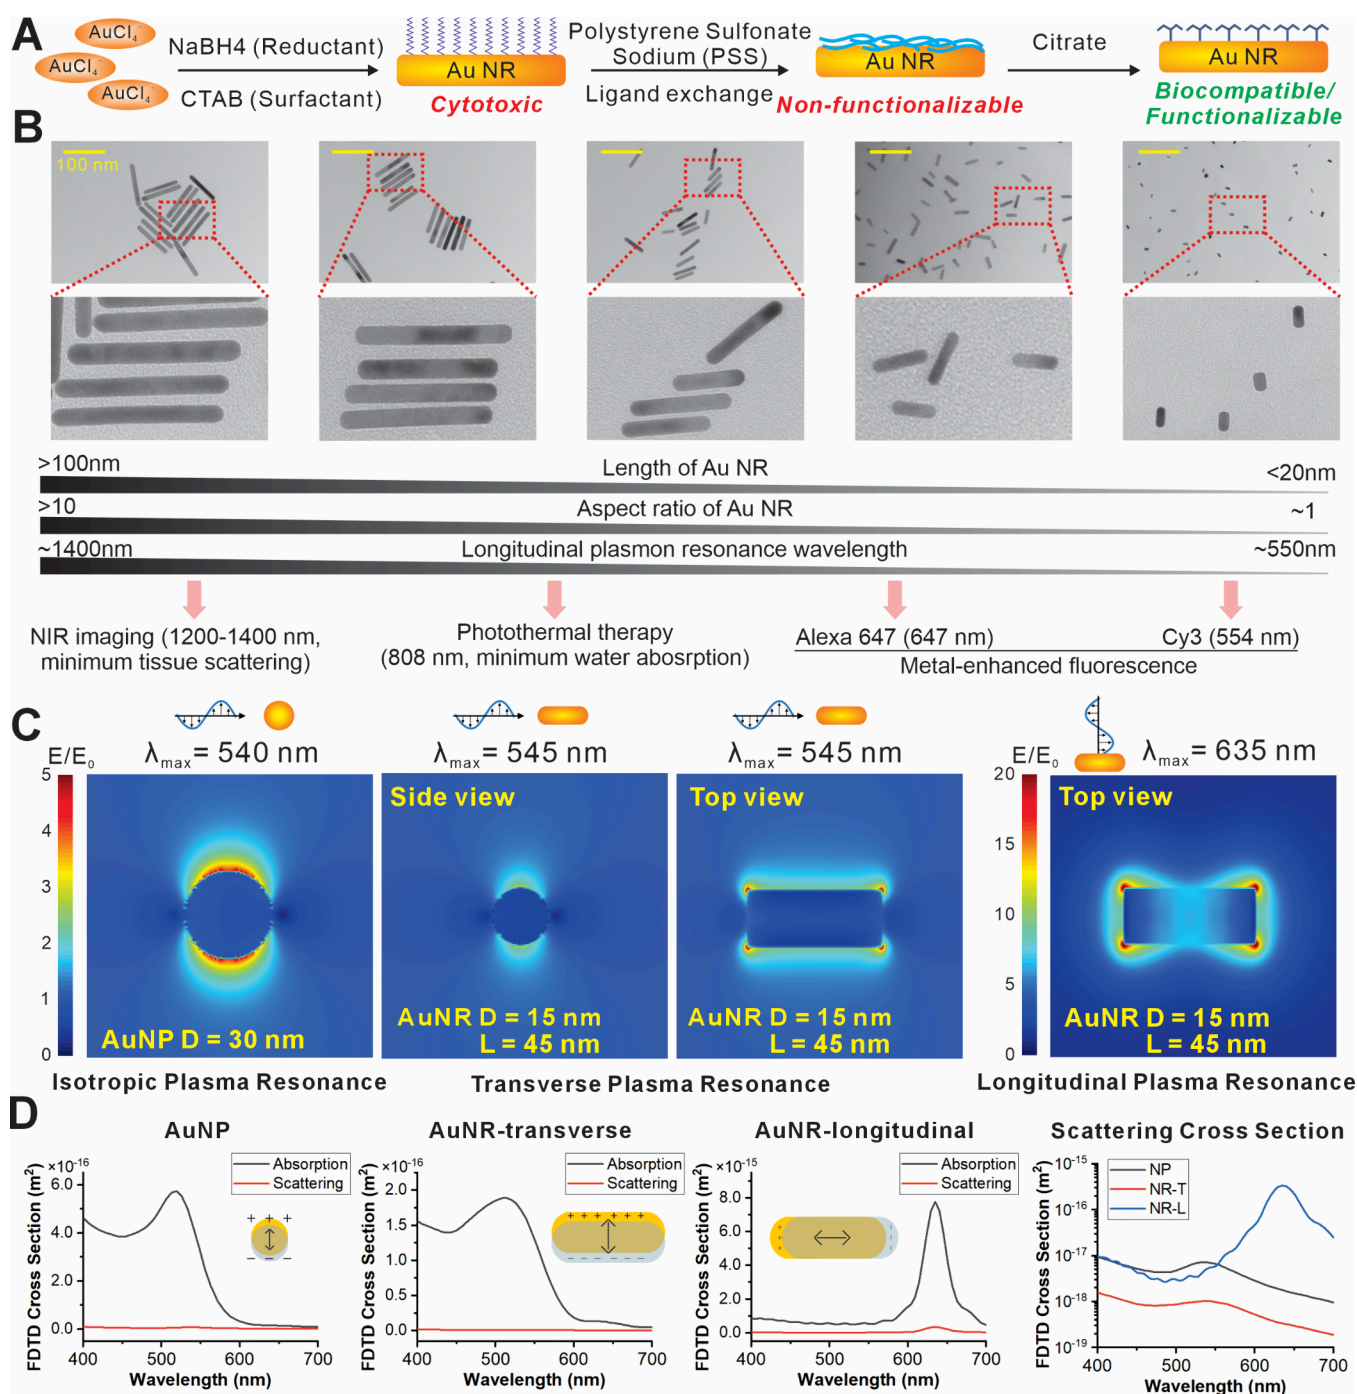 A
AuCl4-
AuCl4-
AuCl4-
NaBH4 (Reductant)
CTAB (Surfactant)
Au NR
Cytotoxic
Polystyrene Sulfonate
Sodium (PSS)
Ligand exchange
Au NR
Non-functionalizable
Citrate
Au NR
Biocompatible/
Functionalizable
B
100 nm
>100nm
Length of Au NR
<20nm
>10
Aspect ratio of Au NR
~1
~1400nm
Longitudinal plasmon resonance wavelength
~550nm
NIR imaging (1200-1400 nm,
minimum tissue scattering)
Photothermal therapy
(808 nm, minimum water abosrption)
Alexa 647 (647 nm)
Cy3 (554 nm)
Metal-enhanced fluorescence
C
E/E0
λmax = 540 nm
λmax = 545 nm
λmax = 545 nm
E/E0
λmax = 635 nm
5
4
3
2
1
0
AuNP D = 30 nm
Side view
AuNR D = 15 nm
L = 45 nm
Top view
AuNR D = 15 nm
L = 45 nm
20
15
10
5
0
Top view
AuNR D = 15 nm
L = 45 nm
Isotropic Plasma Resonance
Transverse Plasma Resonance
Longitudinal Plasma Resonance
D
AuNP
×10-16
FDTD Cross Section (m2)
6.0
4.0
2.0
0.0
Absorption
Scattering
+ + +
− − −
400 500 600 700
Wavelength (nm)
AuNR-transverse
×10-16
FDTD Cross Section (m2)
2.0
1.5
1.0
0.5
0.0
Absorption
Scattering
+ + + + + +
− − − − − −
400 500 600 700
Wavelength (nm)
AuNR-longitudinal
×10-15
FDTD Cross Section (m2)
8.0
6.0
4.0
2.0
0.0
Absorption
Scattering
400 500 600 700
Wavelength (nm)
Scattering Cross Section
FDTD Cross Section (m2)
10-15
10-16
10-17
10-18
10-19
NP
NR-T
NR-L
400 500 600 700
Wavelength (nm)